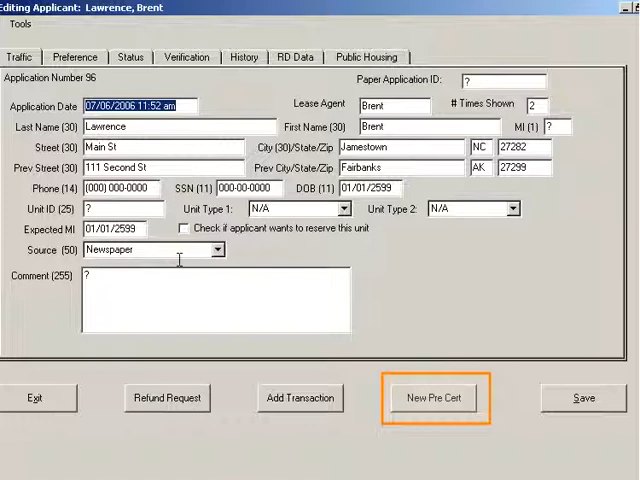 Editing Applicant: Lawrence, Brent
Tools
Traffic Preference Status Verification History RD Data Public Housing
Application Number 96 Paper Application ID: ?
Application Date 07/06/2006 11:52 am Lease Agent Brent # Times Shown 2
Last Name (30) Lawrence First Name (30) Brent MI (1) ?
Street (30) Main St City (30)/State/Zip Jamestown NC 27282
Prev Street (30) 111 Second St Prev City/State/Zip Fairbanks AK 27299
Phone (14) (000) 000-0000 SSN (11) 000-00-0000 DOB (11) 01/01/2599
Unit ID (25) ? Unit Type 1: N/A Unit Type 2: N/A
Expected MI 01/01/2599 Check if applicant wants to reserve this unit
Source (50) Newspaper
Comment (255) ?
Exit Refund Request Add Transaction New Pre Cert Save